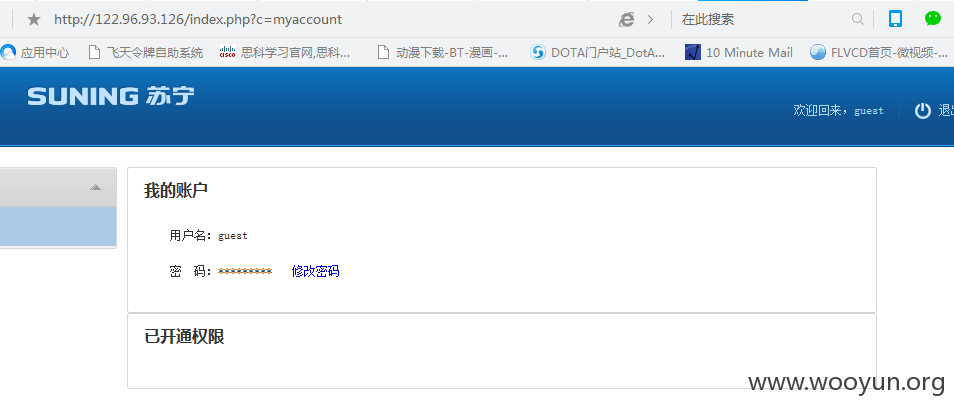 http://122.96.93.126/index.php?c=myaccount
在此搜索
应用中心
飞天令牌自助系统
思科学习官网,思科...
动漫下载-BT-漫画-...
DOTA门户站_DotA...
10 Minute Mail
FLVCD首页-微视频-...
SUNING 苏宁
欢迎回来，guest
退出
我的账户
用户名：guest
密 码：********* 修改密码
已开通权限
www.wooyun.org